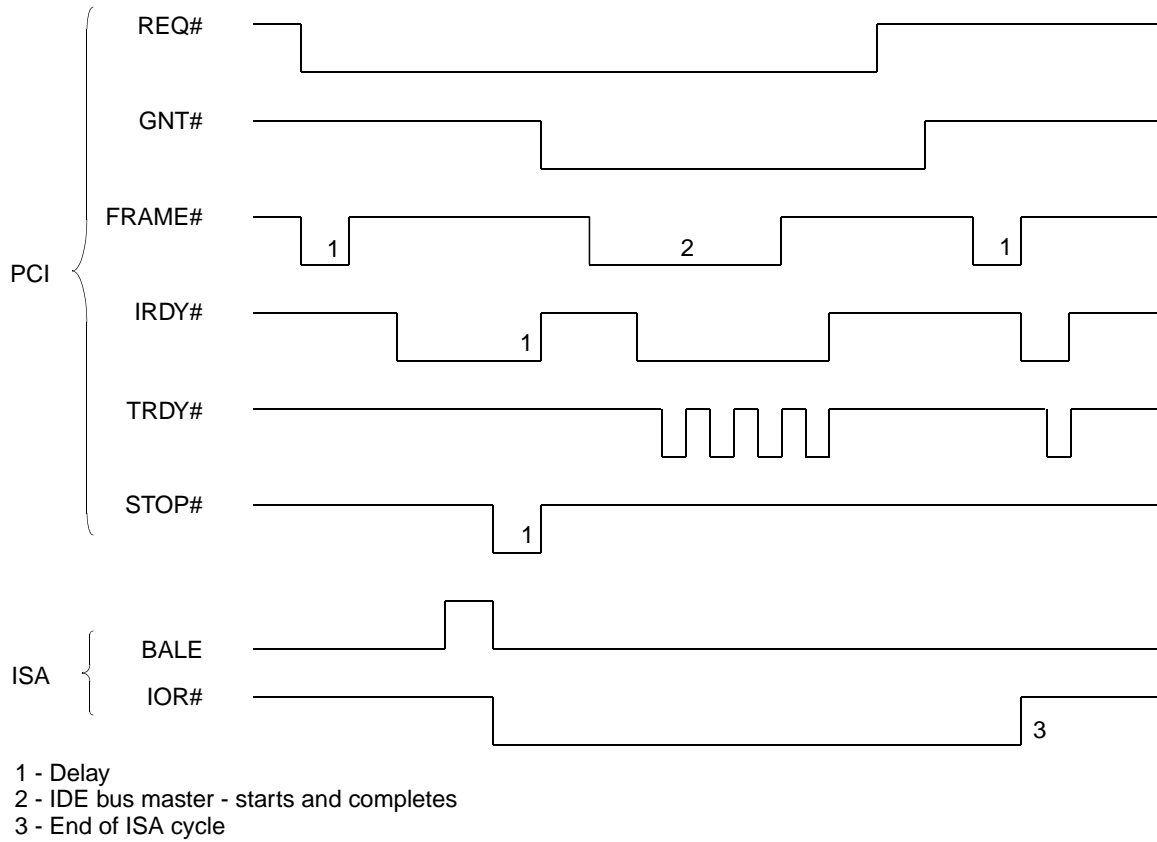 REQ#
GNT#
FRAME#
1
2
1
PCI
IRDY#
1
TRDY#
STOP#
1
BALE
ISA
IOR#
3
1 - Delay
2 - IDE bus master - starts and completes
3 - End of ISA cycle